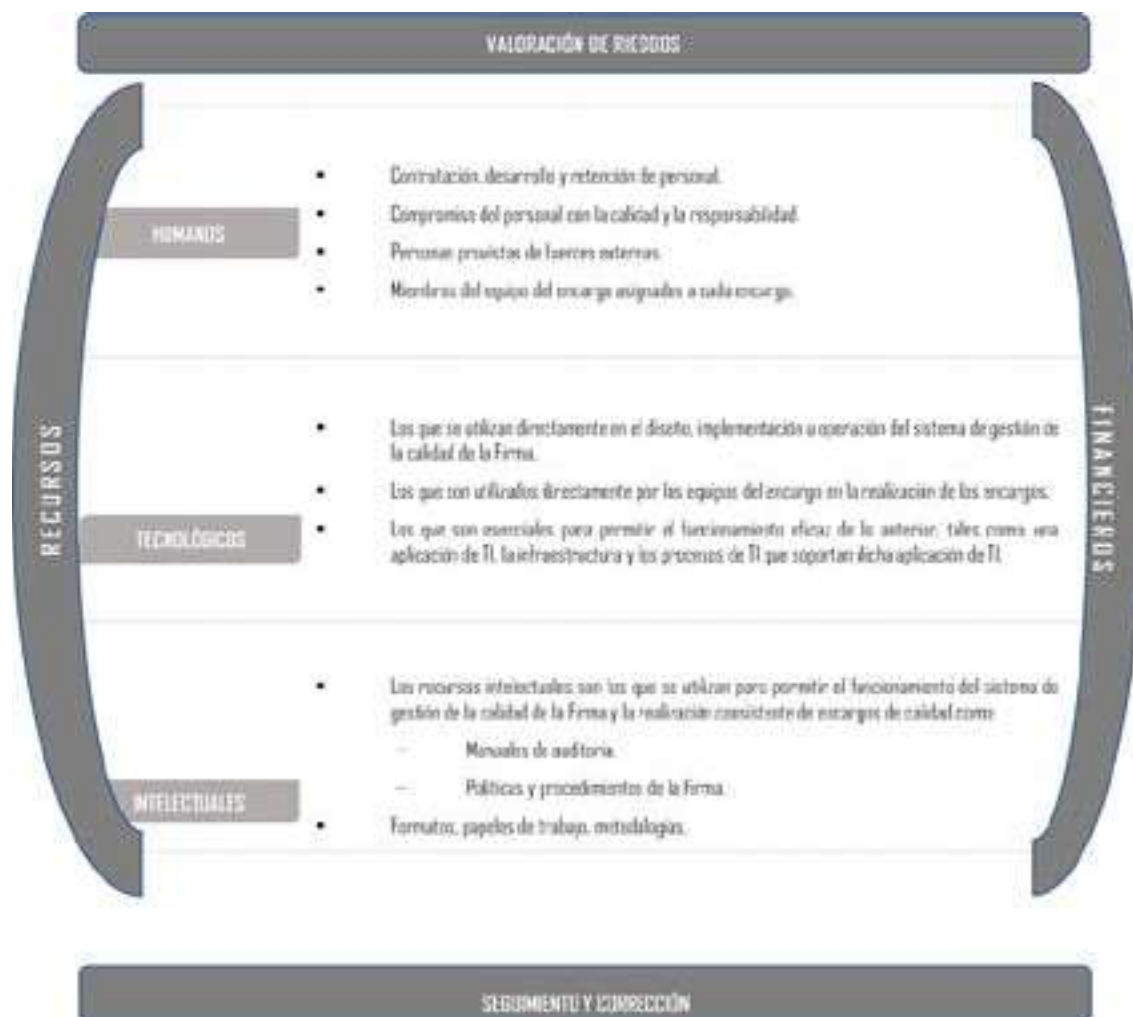 VALORACIÓN DE RIESGOS
RECURSOS
FINANCIEROS
HUMANOS
• Contratación, desarrollo y retención de personal.
• Compromiso del personal con la calidad y la responsabilidad
• Personas provistas de fuerzas externas.
• Miembros del equipo del encargo asignados a cada encargo.
TECNOLÓGICOS
• Los que se utilizan directamente en el diseño, implementación u operación del sistema de gestión de
la calidad de la Firma.
• Los que son utilizados directamente por los equipos del encargo en la realización de los encargos.
• Los que son esenciales para permitir el funcionamiento eficaz de lo anterior, tales como una
aplicación de TI, la infraestructura y los procesos de TI que soportan dicha aplicación de TI.
INTELECTUALES
• Los recursos intelectuales son los que se utilizan para permitir el funcionamiento del sistema de
gestión de la calidad de la Firma y la realización consistente de encargos de calidad como
– Manuales de auditoria.
– Políticas y procedimientos de la Firma.
• Formatos, papeles de trabajo, metodologías.
SEGUIMIENTO Y CORRECCIÓN